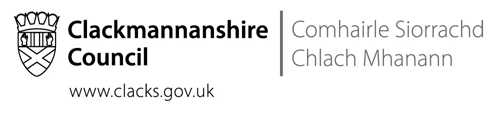 Clackmannanshire
Council
www.clacks.gov.uk
Comhairle Siorrachd
Chlach Mhanann